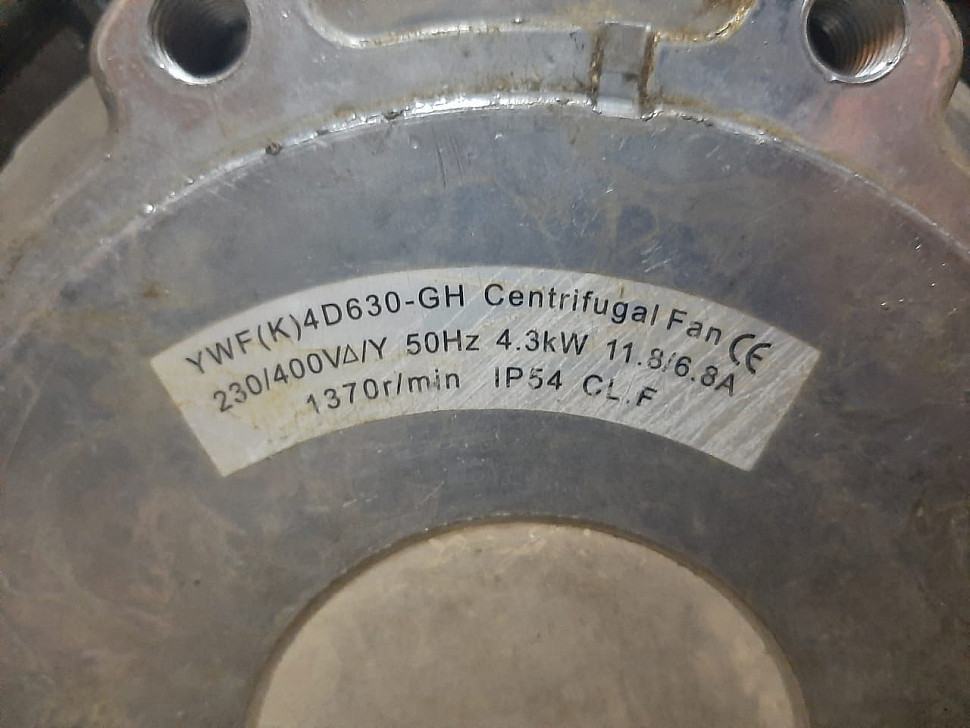 YWF(K)4D630-GH Centrifugal Fan CE
230/400VΔ/Y 50Hz 4.3kW 11.8/6.8A
1370r/min IP54 CL.F